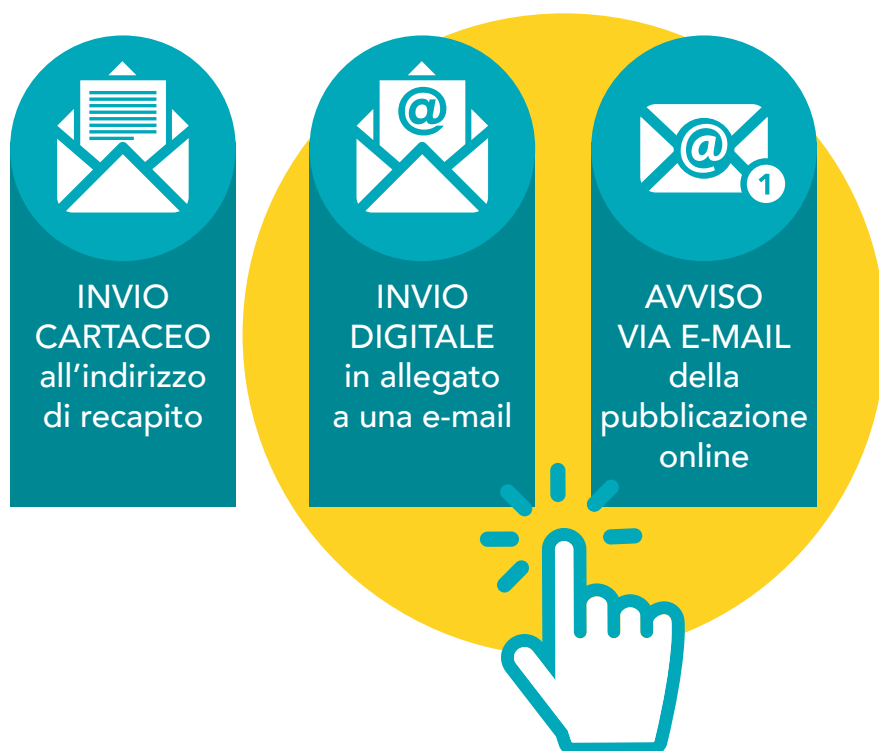 INVIO
CARTACEO
all’indirizzo
di recapito
@
INVIO
DIGITALE
in allegato
a una e-mail
@
1
AVVISO
VIA E-MAIL
della
pubblicazione
online